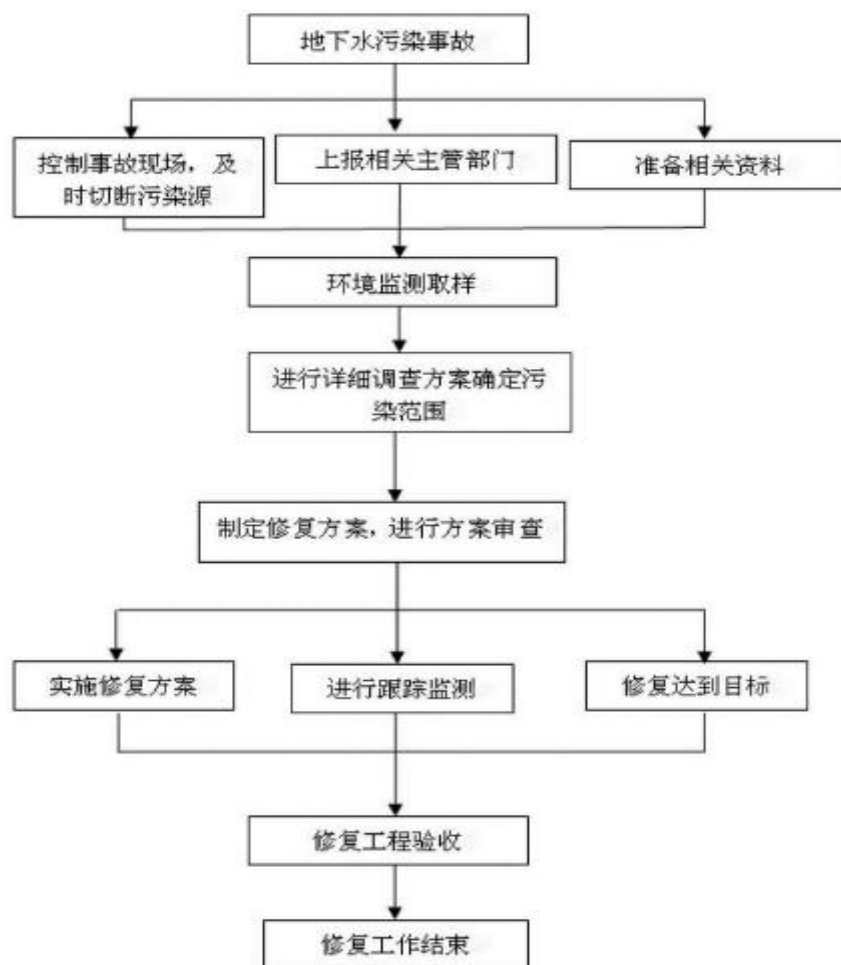 地下水污染事故
控制事故现场，及
时切断污染源
上报相关主管部门
准备相关资料
环境监测取样
进行详细调查方案确定污
染范围
制定修复方案，进行方案审查
实施修复方案
进行跟踪监测
修复达到目标
修复工程验收
修复工作结束